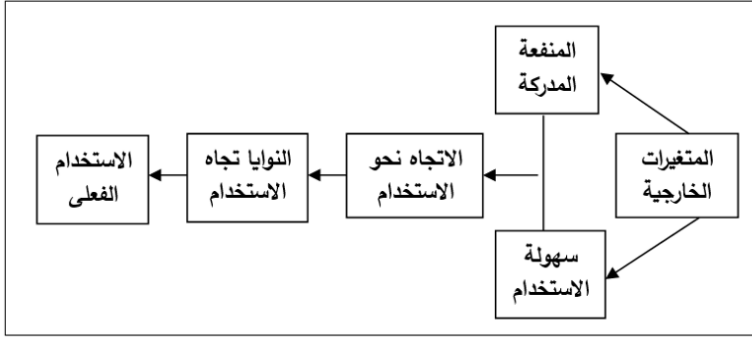 المنفعة
المدركة
المتغيرات
الخارجية
الاتجاه نحو
الاستخدام
النوايا تجاه
الاستخدام
الاستخدام
الفعلى
سهولة
الاستخدام